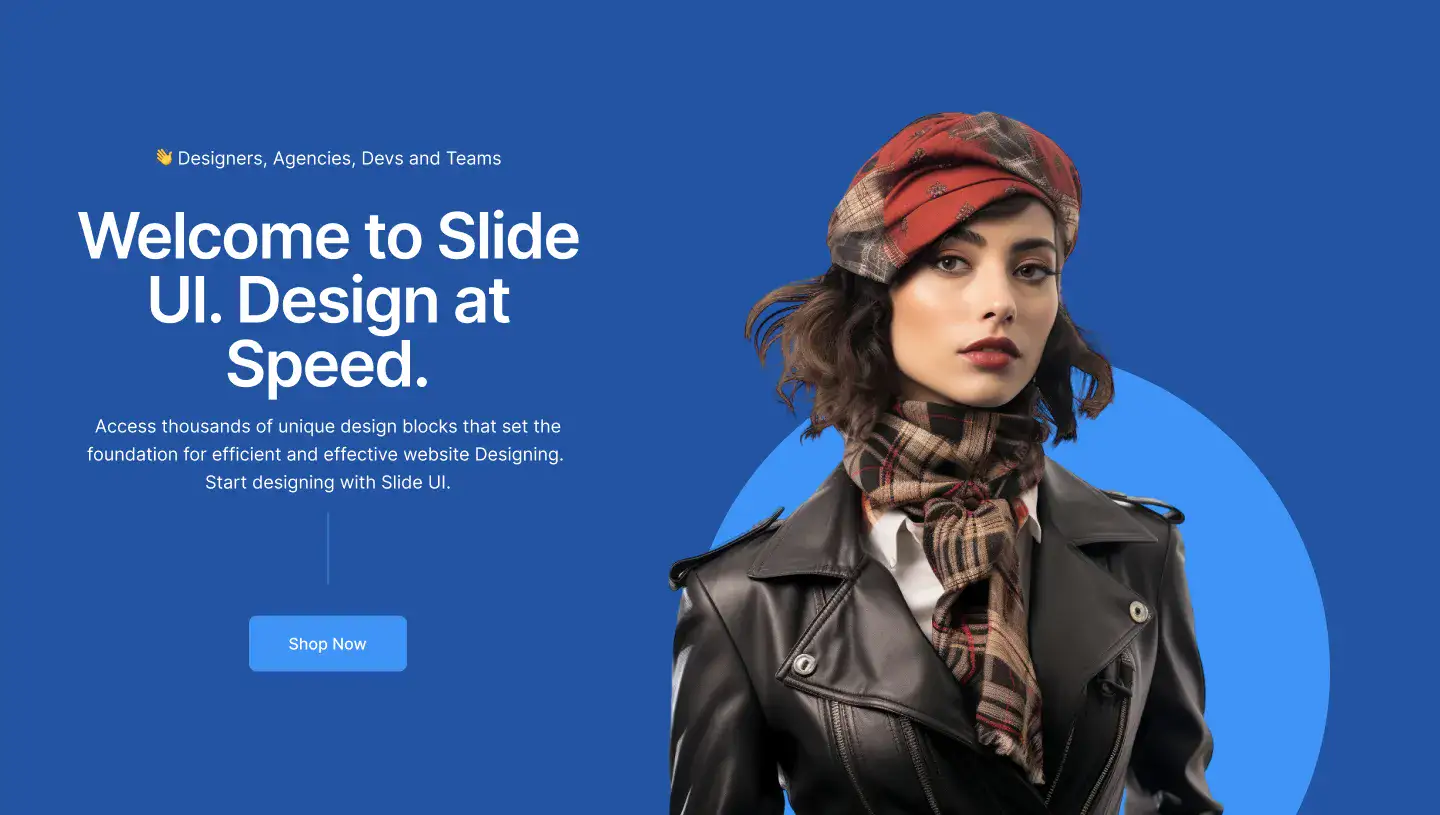 👋 Designers, Agencies, Devs and Teams
Welcome to Slide
UI. Design at
Speed.
Access thousands of unique design blocks that set the
foundation for efficient and effective website Designing.
Start designing with Slide UI.
Shop Now